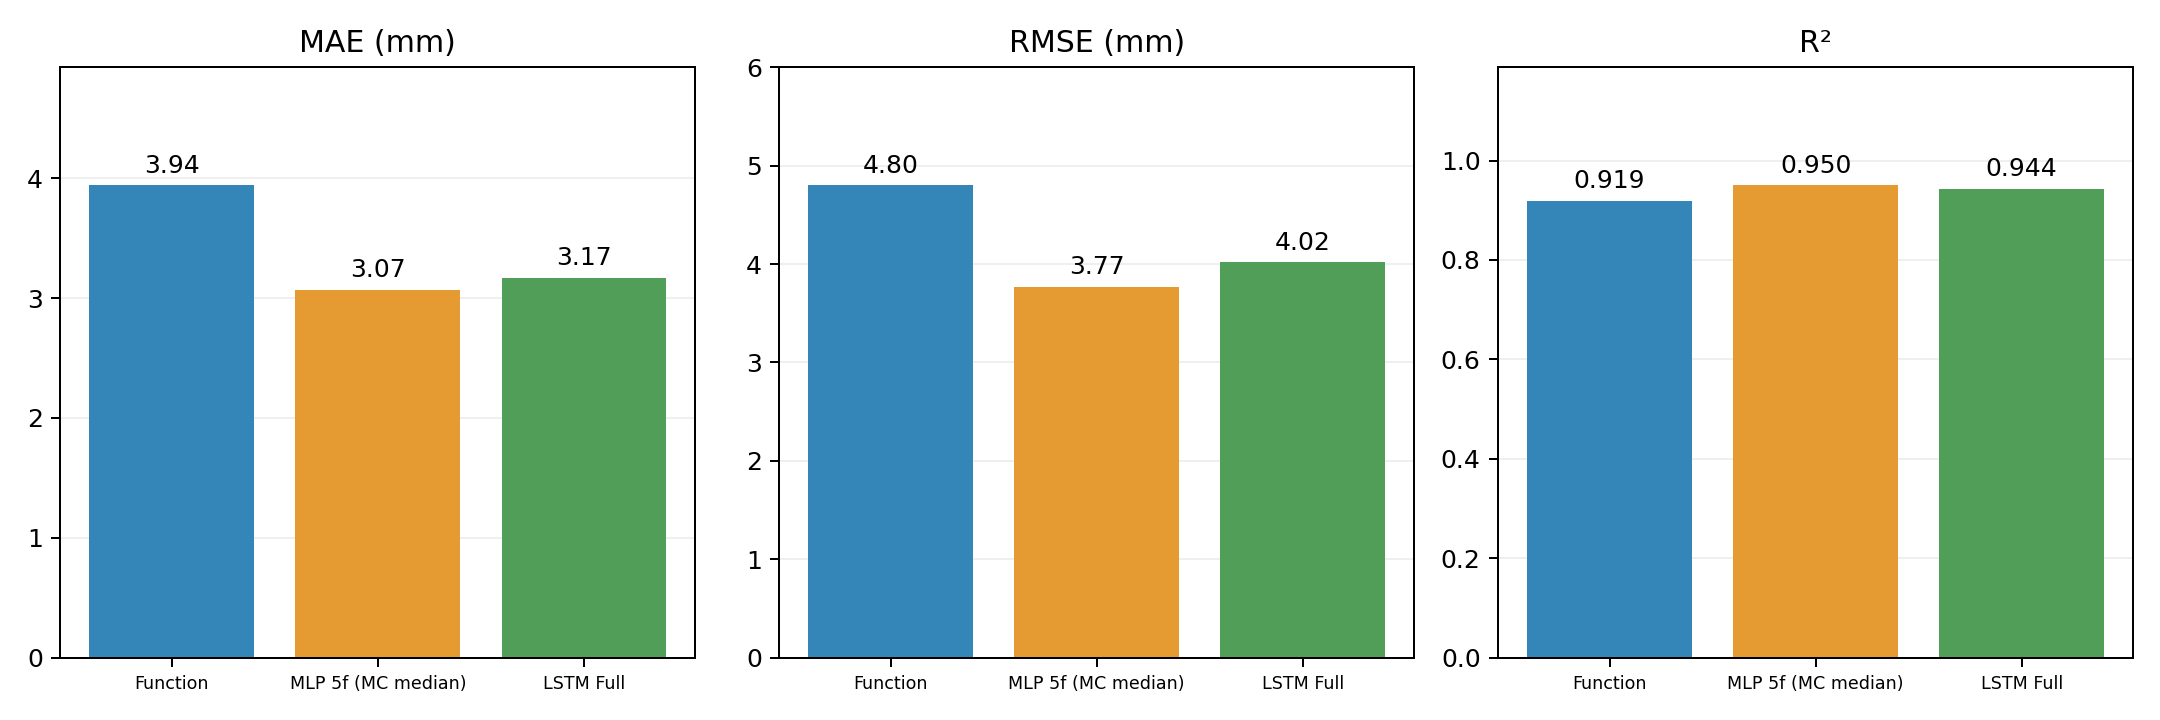 MAE (mm)
4
3
2
1
0
3.94
3.07
3.17
Function
MLP 5f (MC median)
LSTM Full
RMSE (mm)
6
5
4
3
2
1
0
4.80
3.77
4.02
Function
MLP 5f (MC median)
LSTM Full
R²
1.0
0.8
0.6
0.4
0.2
0.0
0.919
0.950
0.944
Function
MLP 5f (MC median)
LSTM Full